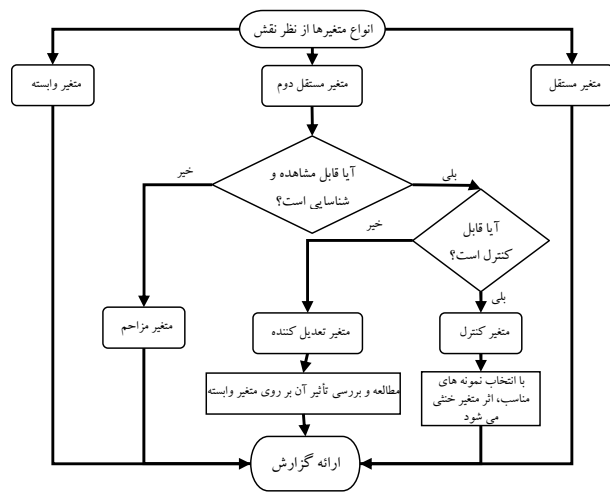 انواع متغیرها از نظر نقش
متغیر مستقل
متغیر مستقل دوم
متغیر وابسته
آیا قابل مشاهده و
شناسایی است؟
بلی
خیر
آیا قابل
کنترل است؟
خیر
بلی
متغیر کنترل
متغیر تعدیل کننده
متغیر مزاحم
با انتخاب نمونه های
مناسب، اثر متغیر خنثی
می شود
مطالعه و بررسی تأثیر آن بر روی متغیر وابسته
ارائه گزارش